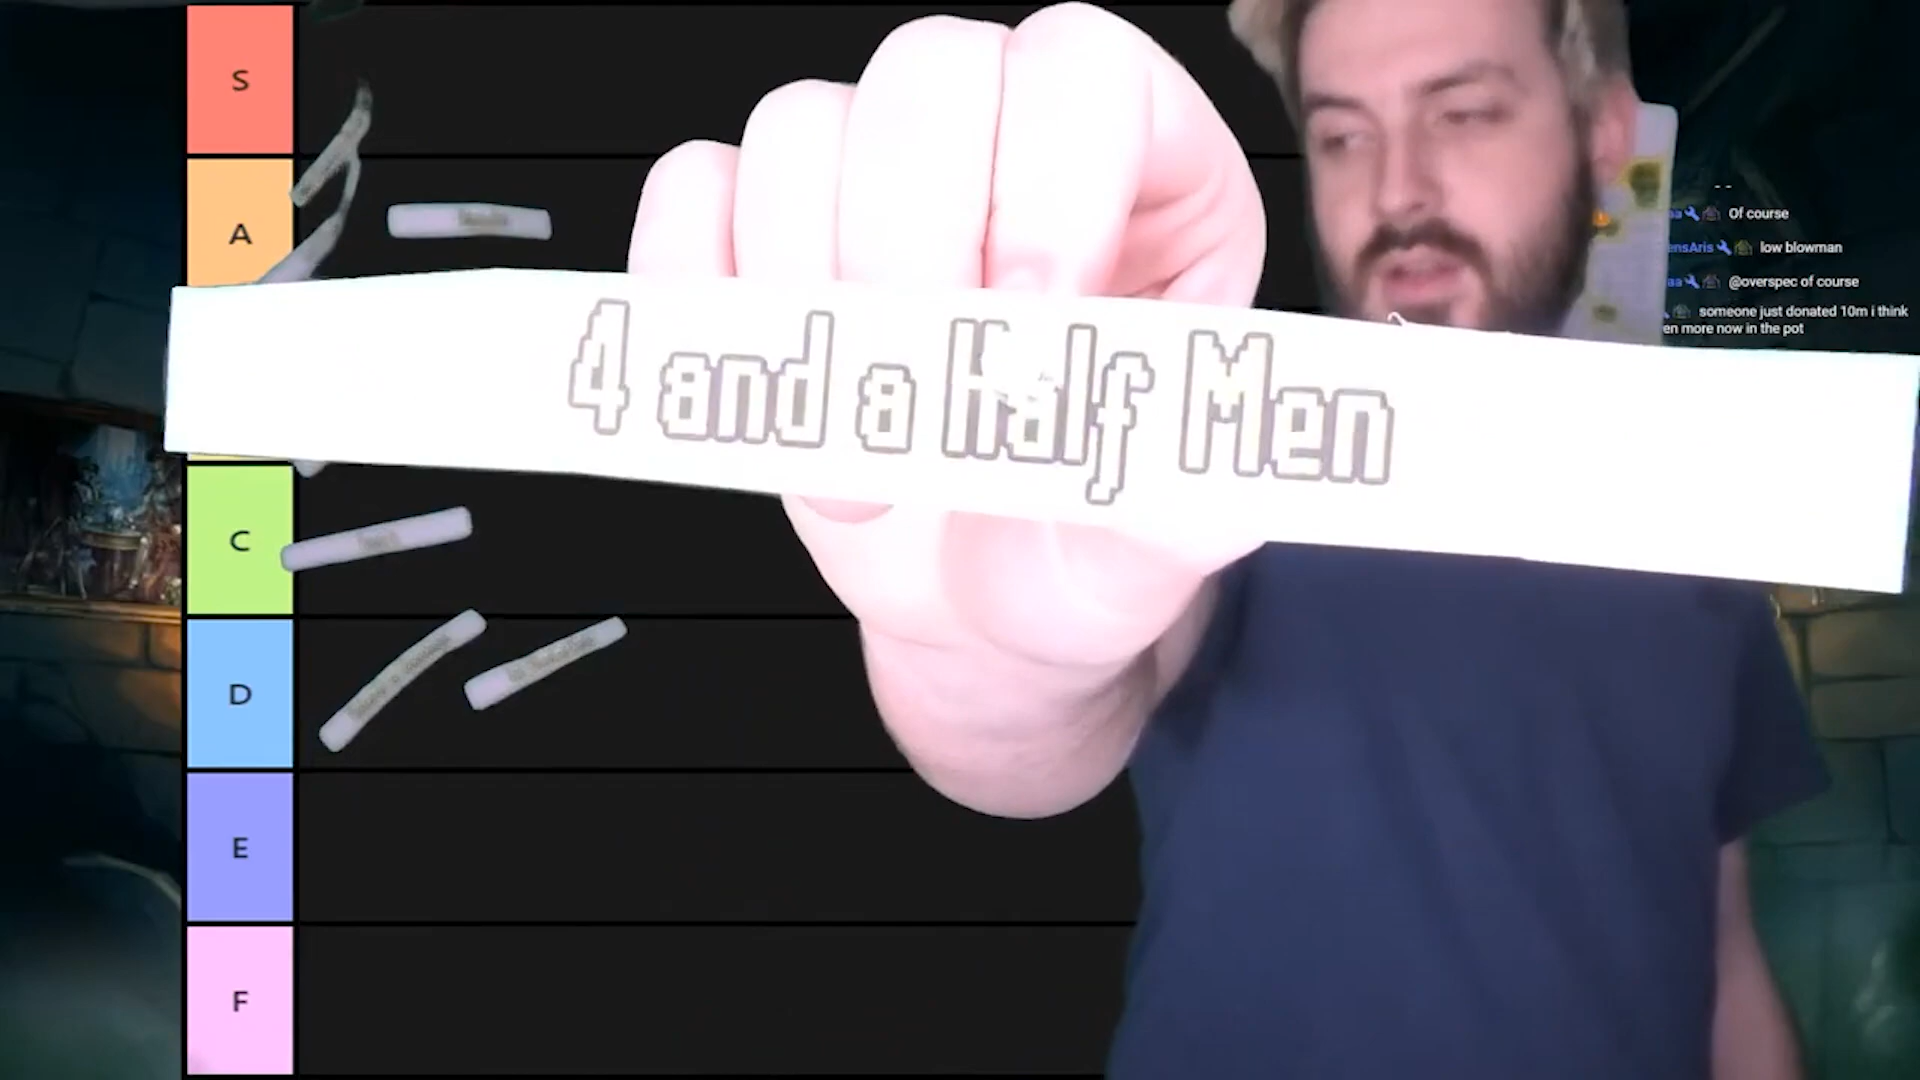 S
A
4 and a Half Men
C
D
E
F
Of course
low blowman
@overspec of course
someone just donated 10m i think
en more now in the pot